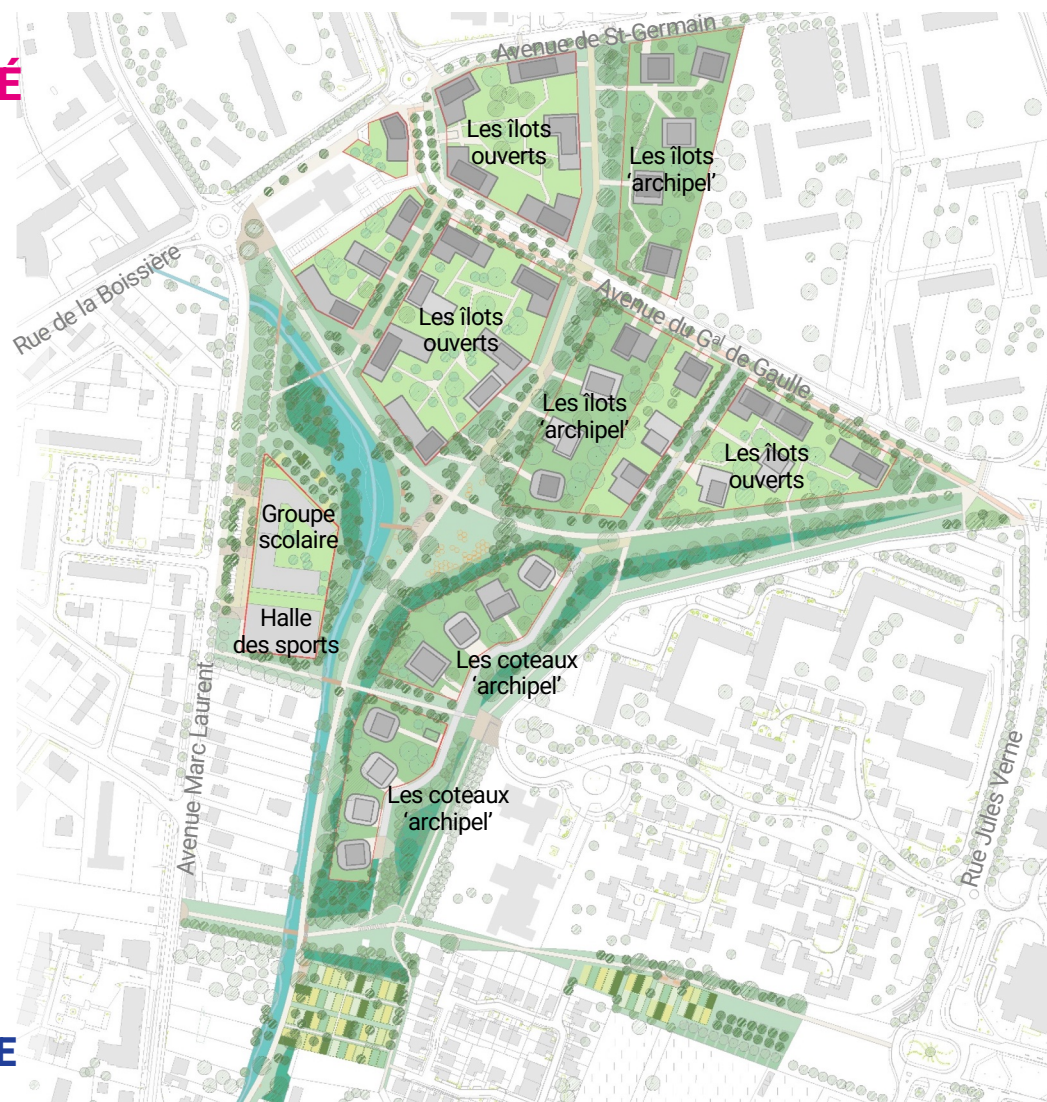 É
Avenue de St-Germain
Les îlots
ouverts
Les îlots
'archipel'
Rue de la Boissière
Avenue du Gal de Gaulle
Les îlots
ouverts
Les îlots
'archipel'
Les îlots
ouverts
Groupe
scolaire
Halle
des sports
Les coteaux
'archipel'
Avenue Marc Laurent
Les coteaux
'archipel'
Rue Jules Verne
E